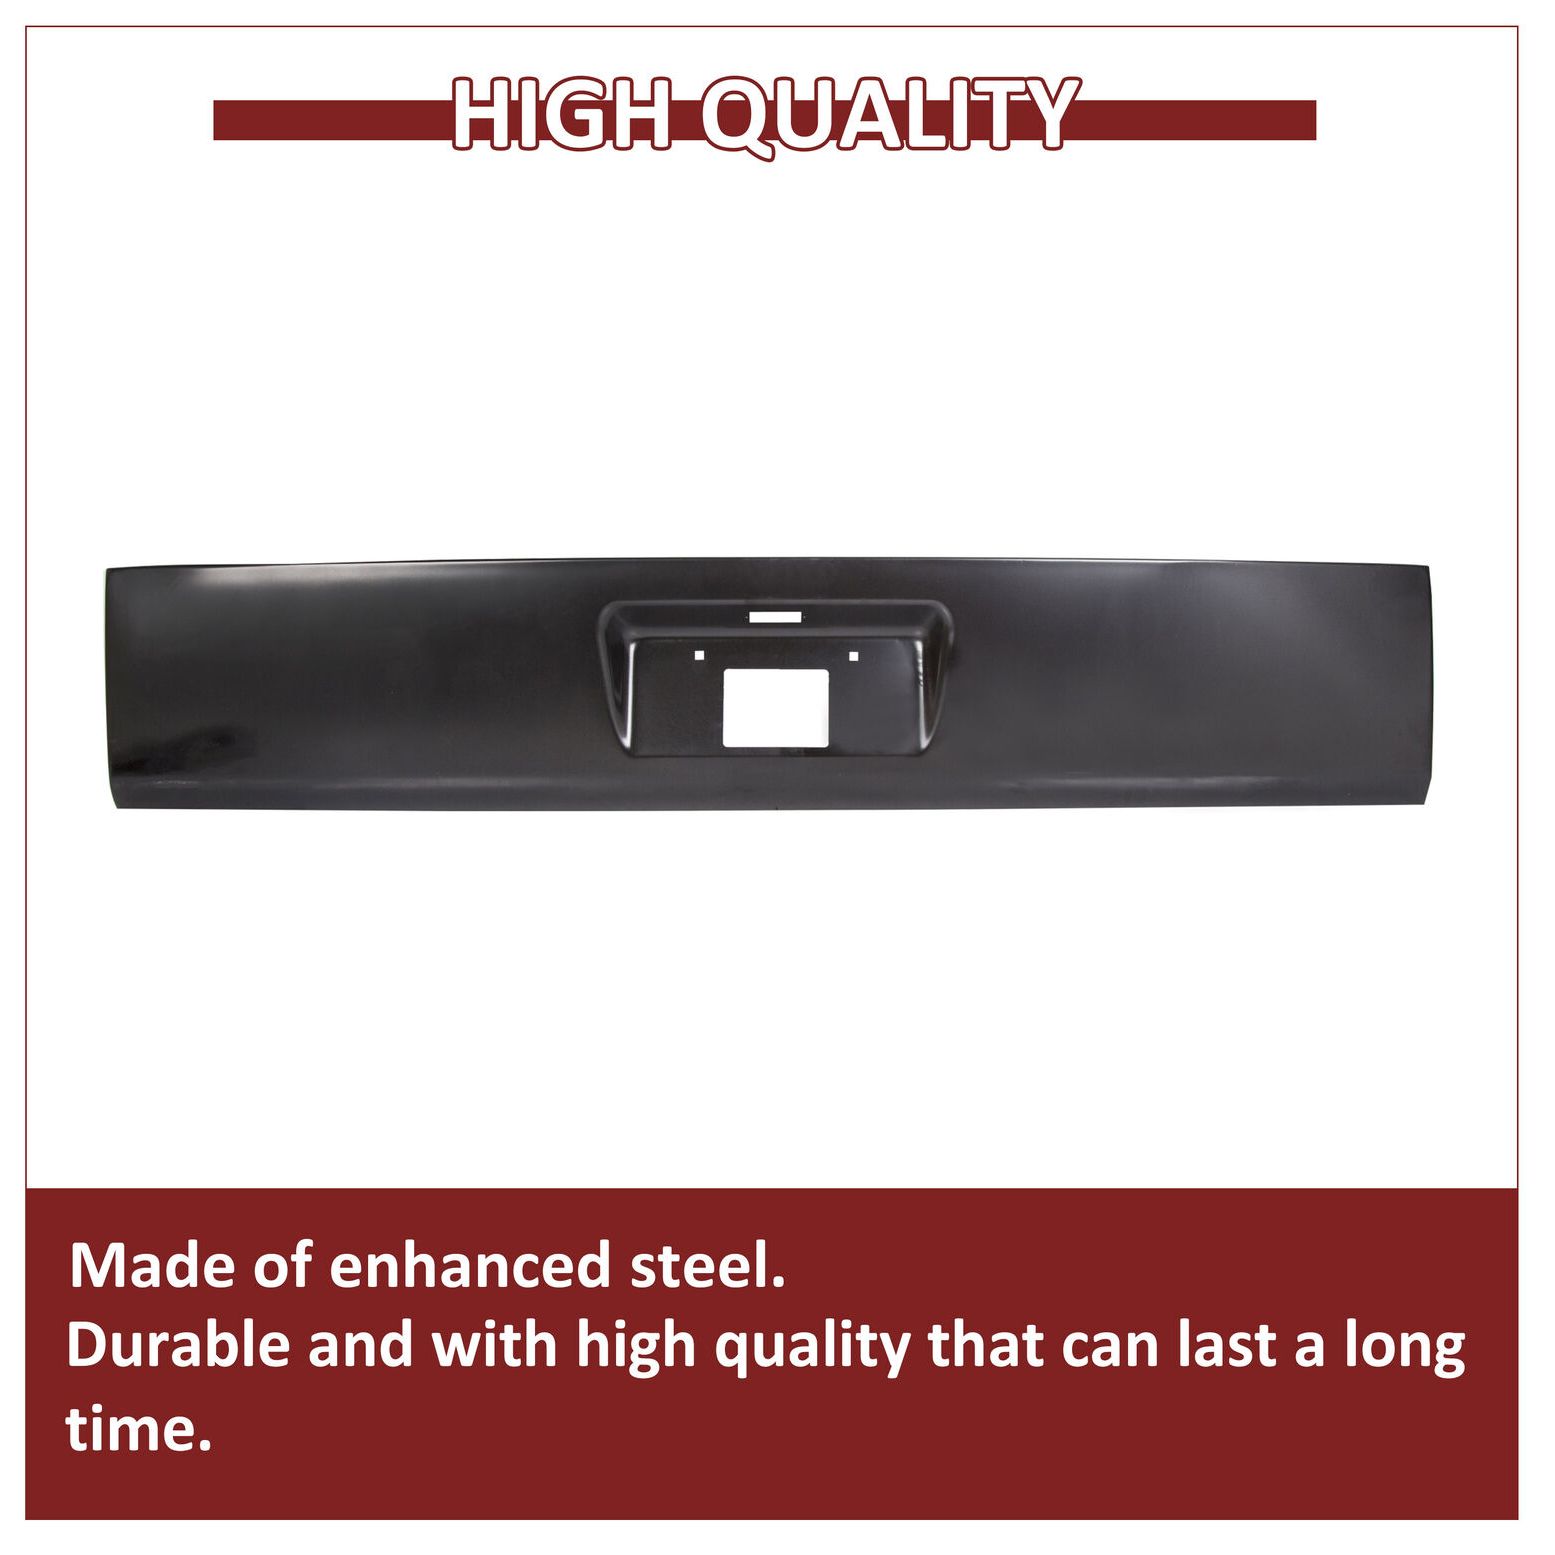 HIGH QUALITY
Made of enhanced steel.
Durable and with high quality that can last a long
time.